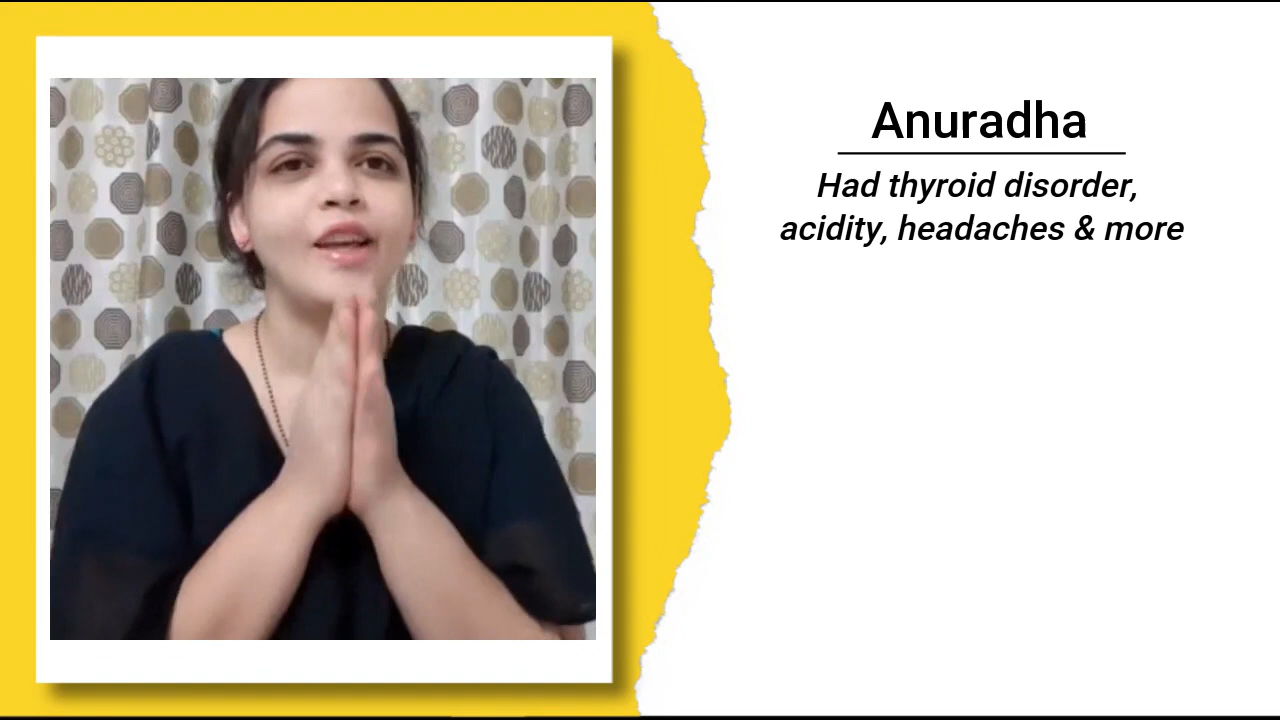 Anuradha
Had thyroid disorder,
acidity, headaches & more